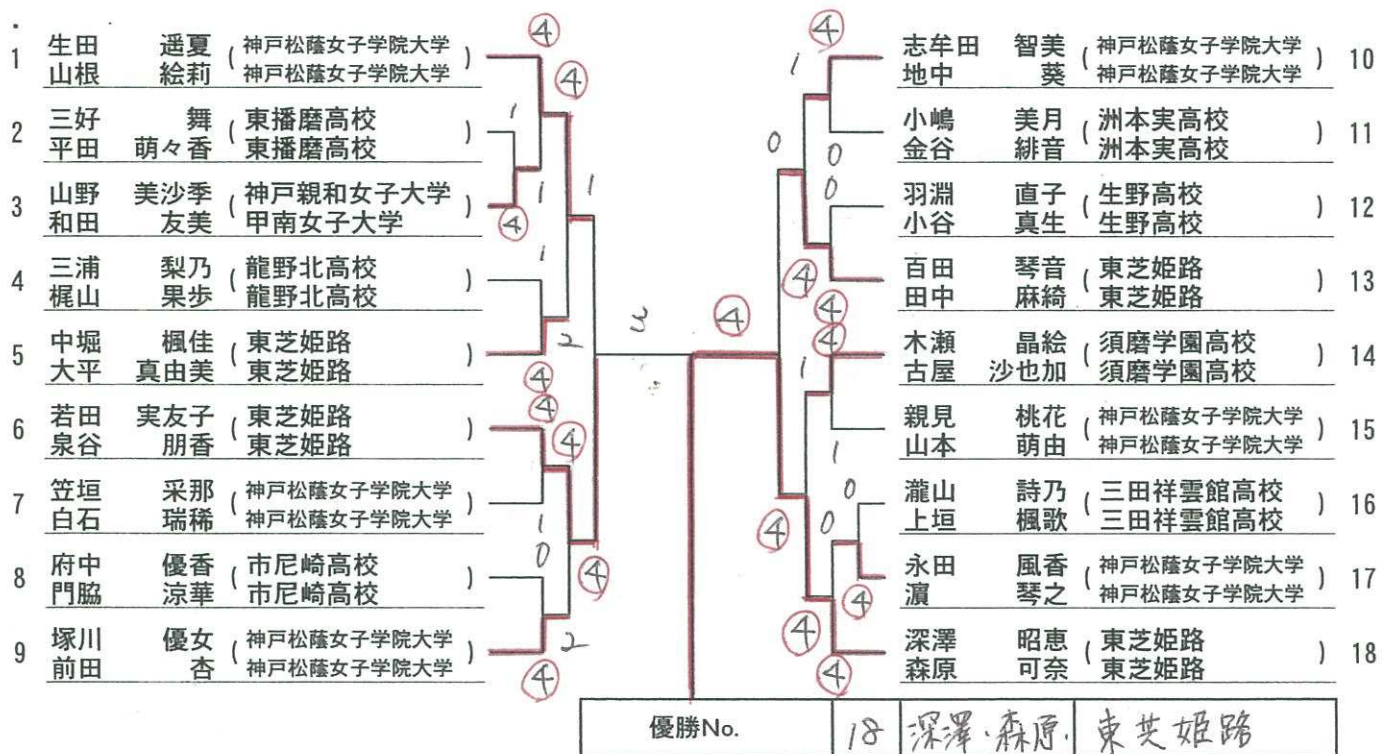 1 生田 遥夏 ( 神戸松蔭女子学院大学 )
山根 絵莉 神戸松蔭女子学院大学
2 三好 舞 ( 東播磨高校 )
平田 萌々香 東播磨高校
3 山野 美沙季 ( 神戸親和女子大学 )
和田 友美 甲南女子大学
4 三浦 梨乃 ( 龍野北高校 )
梶山 果歩 龍野北高校
5 中堀 楓佳 ( 東芝姫路 )
大平 真由美 東芝姫路
6 若田 実友子 ( 東芝姫路 )
泉谷 朋香 東芝姫路
7 笠垣 采那 ( 神戸松蔭女子学院大学 )
白石 瑞稀 神戸松蔭女子学院大学
8 府中 優香 ( 市尼崎高校 )
門脇 涼華 市尼崎高校
9 塚川 優女 ( 神戸松蔭女子学院大学 )
前田 杏 神戸松蔭女子学院大学
④
④
1
1
1
④
1
2
④
④
④
1
0
④
2
④
3
④
④
1
0
0
0
④
④
④
1
1
0
0
④
④
④
④
志牟田 智美 ( 神戸松蔭女子学院大学 ) 10
地中 葵 神戸松蔭女子学院大学
小嶋 美月 ( 洲本実高校 ) 11
金谷 緋音 洲本実高校
羽淵 直子 ( 生野高校 ) 12
小谷 真生 生野高校
百田 琴音 ( 東芝姫路 ) 13
田中 麻綺 東芝姫路
木瀬 晶絵 ( 須磨学園高校 ) 14
古屋 沙也加 須磨学園高校
親見 桃花 ( 神戸松蔭女子学院大学 ) 15
山本 萌由 神戸松蔭女子学院大学
瀧山 詩乃 ( 三田祥雲館高校 ) 16
上垣 楓歌 三田祥雲館高校
永田 風香 ( 神戸松蔭女子学院大学 ) 17
濵 琴之 神戸松蔭女子学院大学
深澤 昭恵 ( 東芝姫路 ) 18
森原 可奈 東芝姫路
優勝No. 18 深澤・森原. 東芝姫路